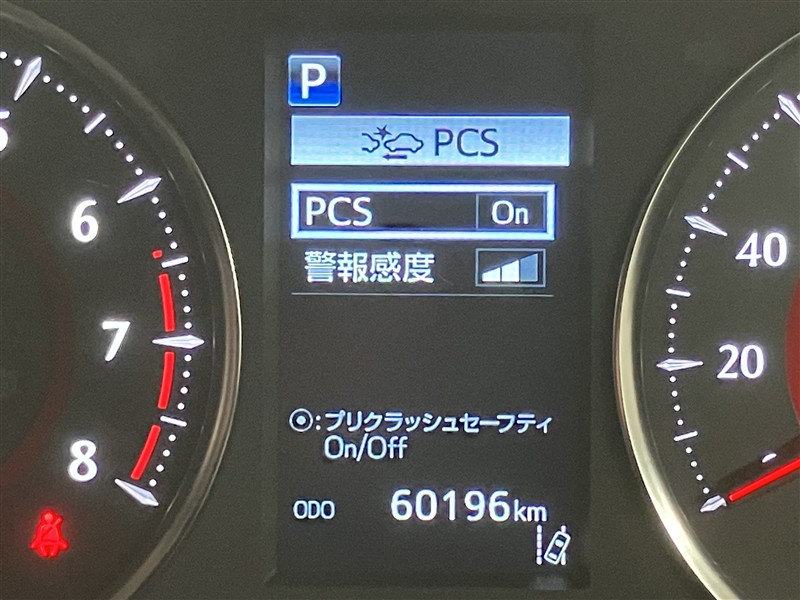 P
PCS
PCS On
警報感度
⦿:プリクラッシュセーフティ
On/Off
ODO 60196km
6
7
8
40
20